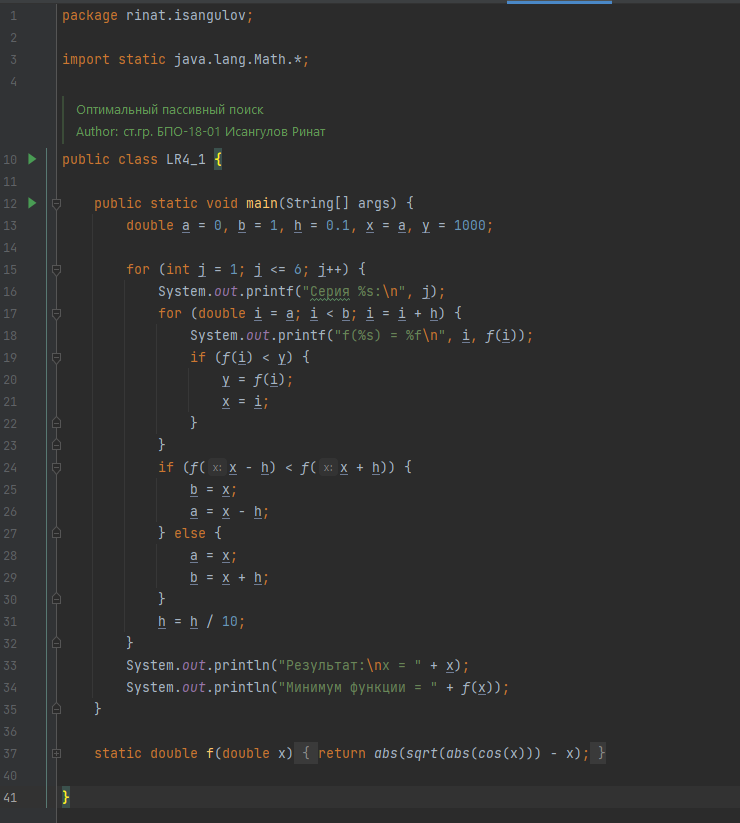 1 package rinat.isangulov;
2
3 import static java.lang.Math.*;
4
Оптимальный пассивный поиск
Author: ст.гр. БПО-18-01 Исангулов Ринат
10 public class LR4_1 {
11
12 public static void main(String[] args) {
13 double a = 0, b = 1, h = 0.1, x = a, y = 1000;
14
15 for (int j = 1; j <= 6; j++) {
16 System.out.printf("Серия %s:\n", j);
17 for (double i = a; i < b; i = i + h) {
18 System.out.printf("f(%s) = %f\n", i, f(i));
19 if (f(i) < y) {
20 y = f(i);
21 x = i;
22 }
23 }
24 if (f( x: x - h) < f( x: x + h)) {
25 b = x;
26 a = x - h;
27 } else {
28 a = x;
29 b = x + h;
30 }
31 h = h / 10;
32 }
33 System.out.println("Результат:\nx = " + x);
34 System.out.println("Минимум функции = " + f(x));
35 }
36
37 static double f(double x) { return abs(sqrt(abs(cos(x))) - x); }
40
41 }